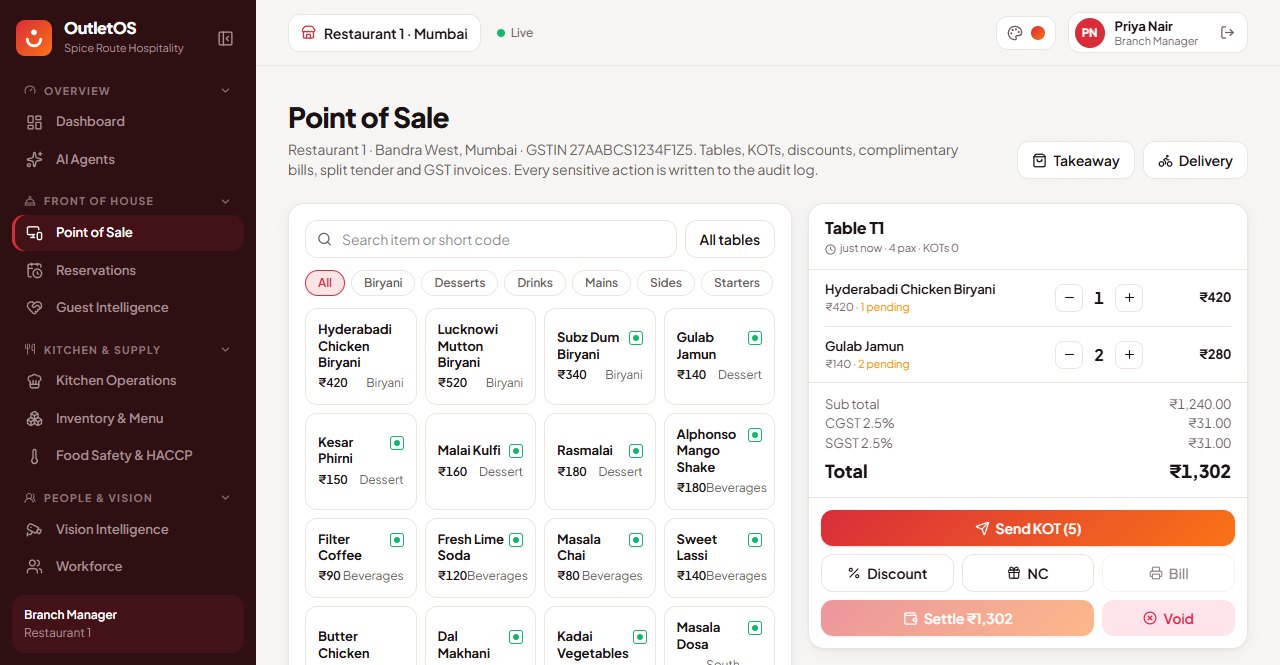 OutletOS
Spice Route Hospitality
OVERVIEW
Dashboard
AI Agents
FRONT OF HOUSE
Point of Sale
Reservations
Guest Intelligence
KITCHEN & SUPPLY
Kitchen Operations
Inventory & Menu
Food Safety & HACCP
PEOPLE & VISION
Vision Intelligence
Workforce
Branch Manager
Restaurant 1
Restaurant 1 · Mumbai
Live
PN
Priya Nair
Branch Manager
Point of Sale
Restaurant 1 · Bandra West, Mumbai · GSTIN 27AABCS1234F1Z5. Tables, KOTs, discounts, complimentary
bills, split tender and GST invoices. Every sensitive action is written to the audit log.
Takeaway
Delivery
Search item or short code
All tables
All Biryani Desserts Drinks Mains Sides Starters
Hyderabadi
Chicken
Biryani
₹420 Biryani
Lucknowi
Mutton
Biryani
₹520 Biryani
Subz Dum
Biryani
₹340 Biryani
Gulab
Jamun
₹140 Dessert
Kesar
Phirni
₹150 Dessert
Malai Kulfi
₹160 Dessert
Rasmalai
₹180 Dessert
Alphonso
Mango
Shake
₹180Beverages
Filter
Coffee
₹90 Beverages
Fresh Lime
Soda
₹120Beverages
Masala
Chai
₹80 Beverages
Sweet
Lassi
₹140Beverages
Butter
Chicken
Dal
Makhani
Kadai
Vegetables
Masala
Dosa
South
Table T1
just now · 4 pax · KOTs 0
Hyderabadi Chicken Biryani
₹420 · 1 pending
1
₹420
Gulab Jamun
₹140 · 2 pending
2
₹280
Sub total ₹1,240.00
CGST 2.5% ₹31.00
SGST 2.5% ₹31.00
Total ₹1,302
Send KOT (5)
% Discount
NC
Bill
Settle ₹1,302
Void